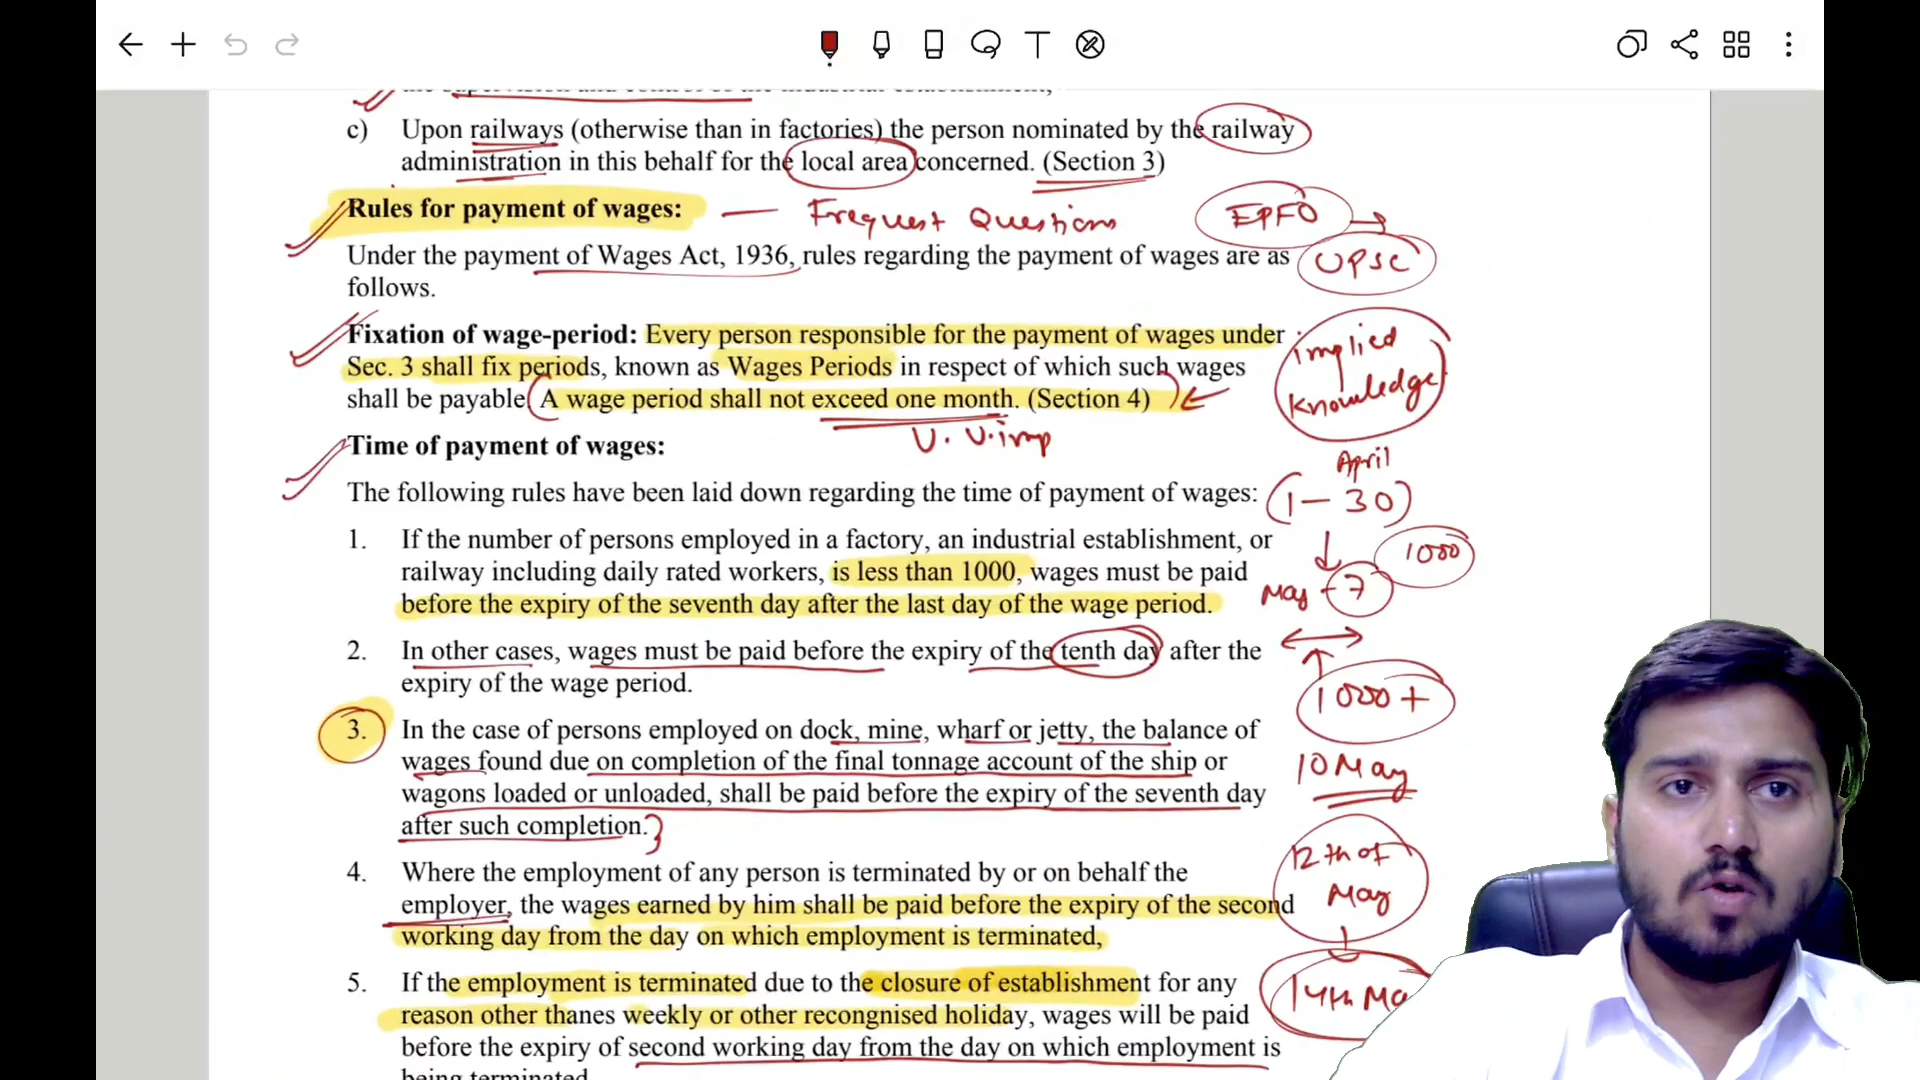 the supervision and control of the industrial establishment;
c) Upon railways (otherwise than in factories) the person nominated by the railway
administration in this behalf for the local area concerned. (Section 3)
Rules for payment of wages: — Frequent Questions
EPFO
Under the payment of Wages Act, 1936, rules regarding the payment of wages are as
UPSC
follows.
Fixation of wage-period: Every person responsible for the payment of wages under
Sec. 3 shall fix periods, known as Wages Periods in respect of which such wages
shall be payable. A wage period shall not exceed one month. (Section 4)
implied
knowledge
V. V. imp
Time of payment of wages:
April
The following rules have been laid down regarding the time of payment of wages:
(1 — 30)
1. If the number of persons employed in a factory, an industrial establishment, or
railway including daily rated workers, is less than 1000, wages must be paid
before the expiry of the seventh day after the last day of the wage period.
1000
May - 7
2. In other cases, wages must be paid before the expiry of the tenth day after the
expiry of the wage period.
1000 +
3. In the case of persons employed on dock, mine, wharf or jetty, the balance of
wages found due on completion of the final tonnage account of the ship or
wagons loaded or unloaded, shall be paid before the expiry of the seventh day
after such completion.
10 May
4. Where the employment of any person is terminated by or on behalf the
employer, the wages earned by him shall be paid before the expiry of the second
working day from the day on which employment is terminated,
12th of
May
5. If the employment is terminated due to the closure of establishment for any
reason other thanes weekly or other recongnised holiday, wages will be paid
before the expiry of second working day from the day on which employment is
being terminated
14th Ma